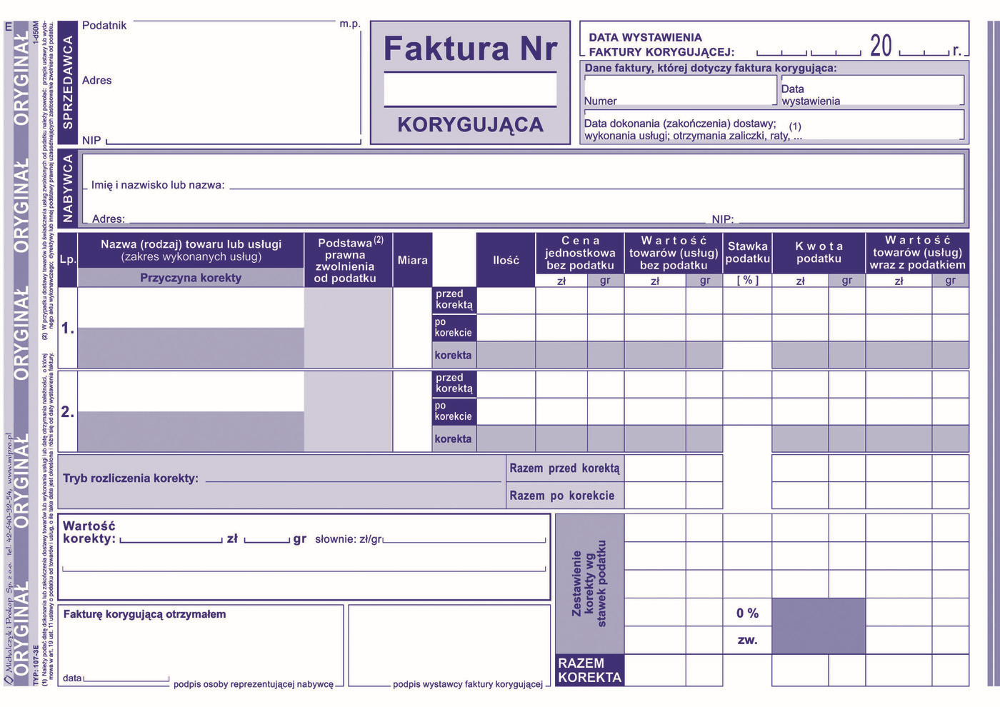 E
ORYGINAŁ
ORYGINAŁ
ORYGINAŁ
ORYGINAŁ
ORYGINAŁ
1-d50M
Michalczyk i Prokop Sp. z o.o. tel. 42-640-32-54, www.mipro.pl
TYP: 107-3E
(1) Należy podać datę dokonania lub zakończenia dostawy towarów lub wykonania usługi lub datę otrzymania należności, o której
mowa w art. 19 ust. 11 ustawy o podatku od towarów i usług, o ile taka data jest określona i różni się od daty wystawienia faktury.
(2) W przypadku dostawy towarów lub świadczenia usług zwolnionych od podatku należy powołać: przepis ustawy lub wyda-
nego aktu wykonawczego; dyrektywy lub innej podstawy prawnej uzasadniających zastosowanie zwolnienia od podatku.
SPRZEDAWCA
Podatnik
m.p.
Adres
NIP
Faktura Nr
KORYGUJĄCA
DATA WYSTAWIENIA
FAKTURY KORYGUJĄCEJ: 20 r.
Dane faktury, której dotyczy faktura korygująca:
Numer
Data
wystawienia
Data dokonania (zakończenia) dostawy; (1)
wykonania usługi; otrzymania zaliczki, raty, ...
NABYWCA
Imię i nazwisko lub nazwa:
Adres: NIP:
Lp.
Nazwa (rodzaj) towaru lub usługi
(zakres wykonanych usług)
Przyczyna korekty
Podstawa (2)
prawna
zwolnienia
od podatku
Miara
Ilość
Cena
jednostkowa
bez podatku
zł gr
Wartość
towarów (usług)
bez podatku
zł gr
Stawka
podatku
[ % ]
Kwota
podatku
zł gr
Wartość
towarów (usług)
wraz z podatkiem
zł gr
1.
przed
korektą
po
korekcie
korekta
2.
przed
korektą
po
korekcie
korekta
Tryb rozliczenia korekty:
Razem przed korektą
Razem po korekcie
Wartość
korekty: zł gr słownie: zł/gr
Zestawienie
korekty wg
stawek podatku
0 %
zw.
RAZEM
KOREKTA
Fakturę korygującą otrzymałem
data
podpis osoby reprezentującej nabywcę
podpis wystawcy faktury korygującej